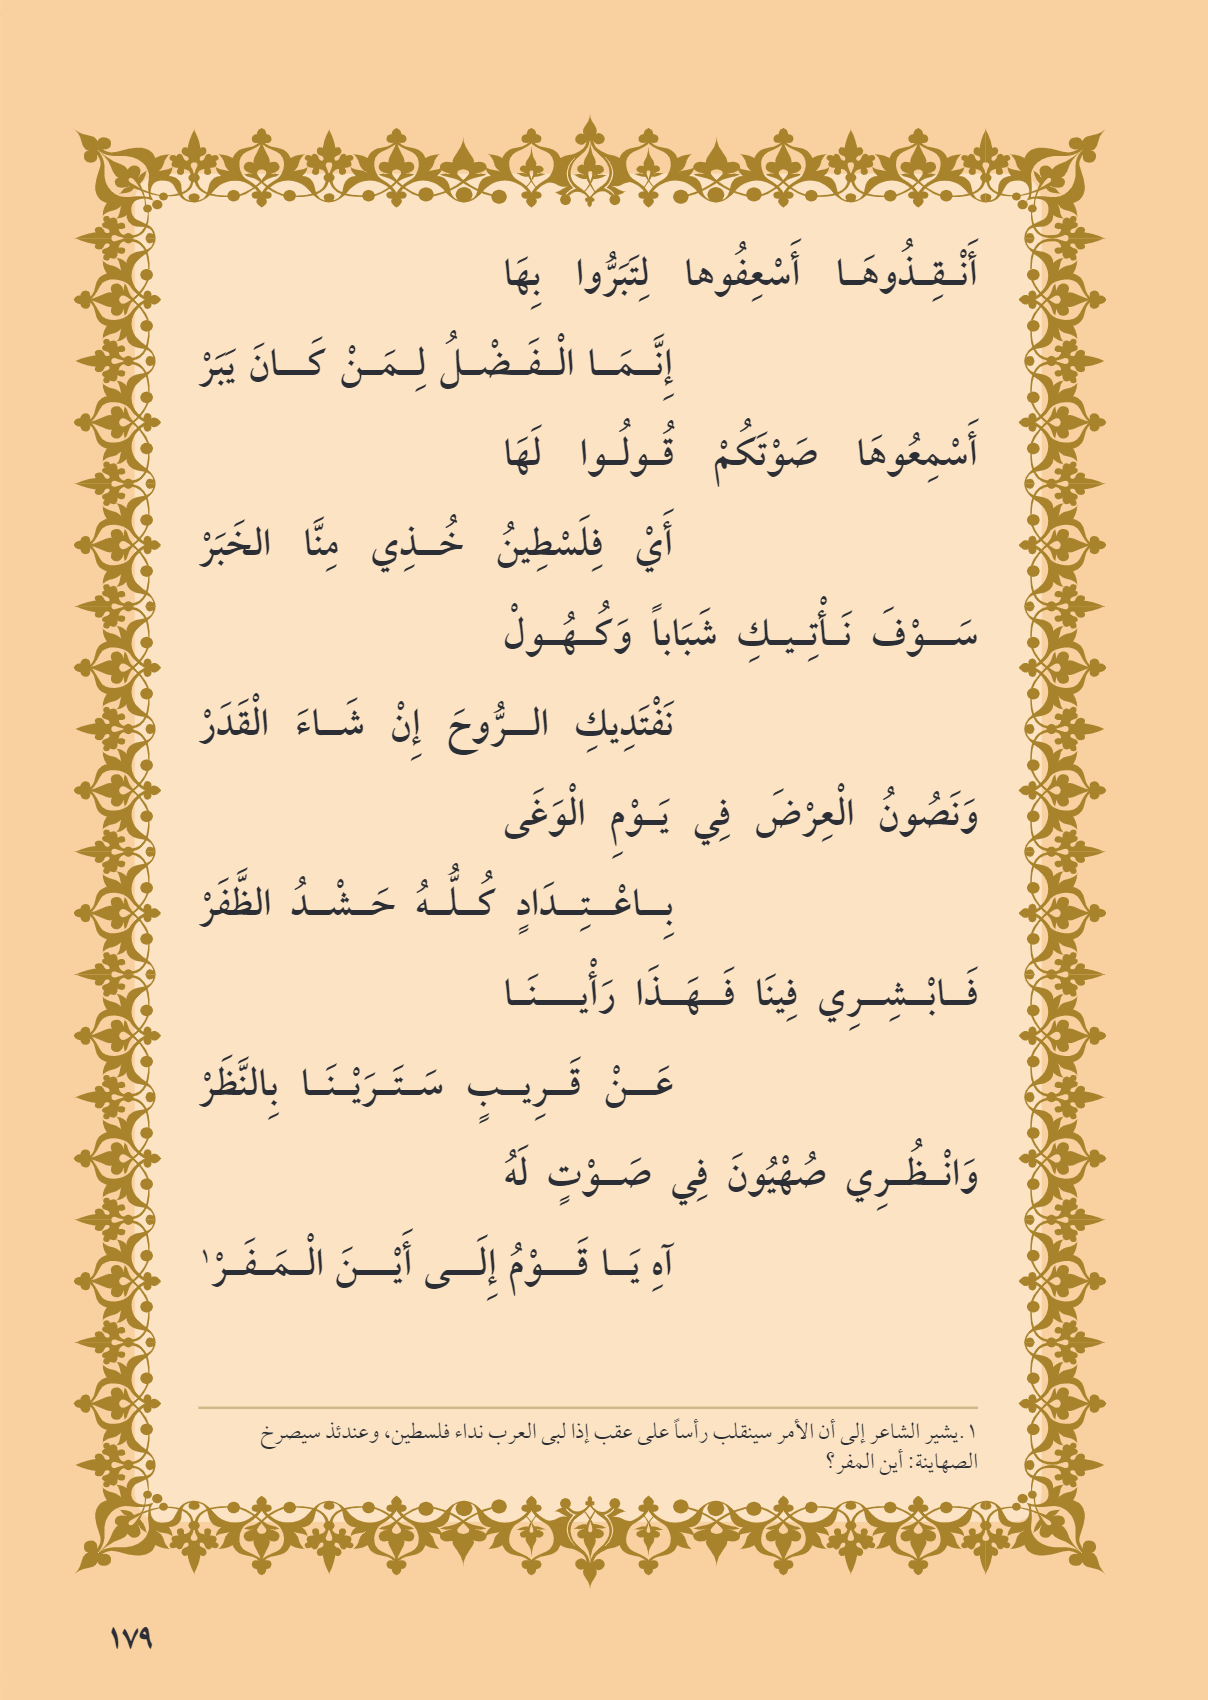 أَنْقِذُوهَا أَسْعِفُوها لِتَبَرُّوا بِهَا
إِنَّمَا الْفَضْلُ لِمَنْ كَانَ يَبَرْ
أَسْمِعُوهَا صَوْتَكُمْ قُولُوا لَهَا
أَيْ فِلَسْطِينُ خُذِي مِنَّا الخَبَرْ
سَوْفَ نَأْتِيكِ شَبَاباً وَكُهُولْ
نَفْتَدِيكِ الرُّوحَ إِنْ شَاءَ الْقَدَرْ
وَنَصُونُ الْعِرْضَ فِي يَوْمِ الْوَغَى
بِاعْتِدَادٍ كُلُّهُ حَشْدُ الظَّفَرْ
فَابْشِرِي فِينَا فَهَذَا رَأْيُنَا
عَنْ قَرِيبٍ سَتَرَيْنَا بِالنَّظَرْ
وَانْظُرِي صُهْيُونَ فِي صَوْتٍ لَهُ
آهِ يَا قَوْمُ إِلَى أَيْنَ الْمَفَرْ١
١.يشير الشاعر إلى أن الأمر سينقلب رأساً على عقب إذا لبى العرب نداء فلسطين، وعندئذ سيصرخ
الصهاينة: أين المفر؟
١٧٩